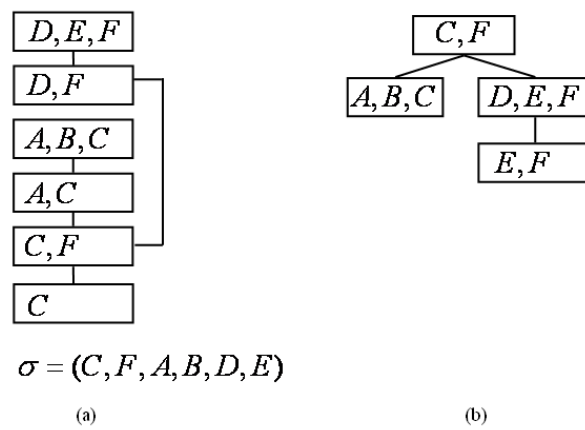 D, E, F
D, F
A, B, C
A, C
C, F
C
σ = (C, F, A, B, D, E)
(a)
C, F
A, B, C
D, E, F
E, F
(b)